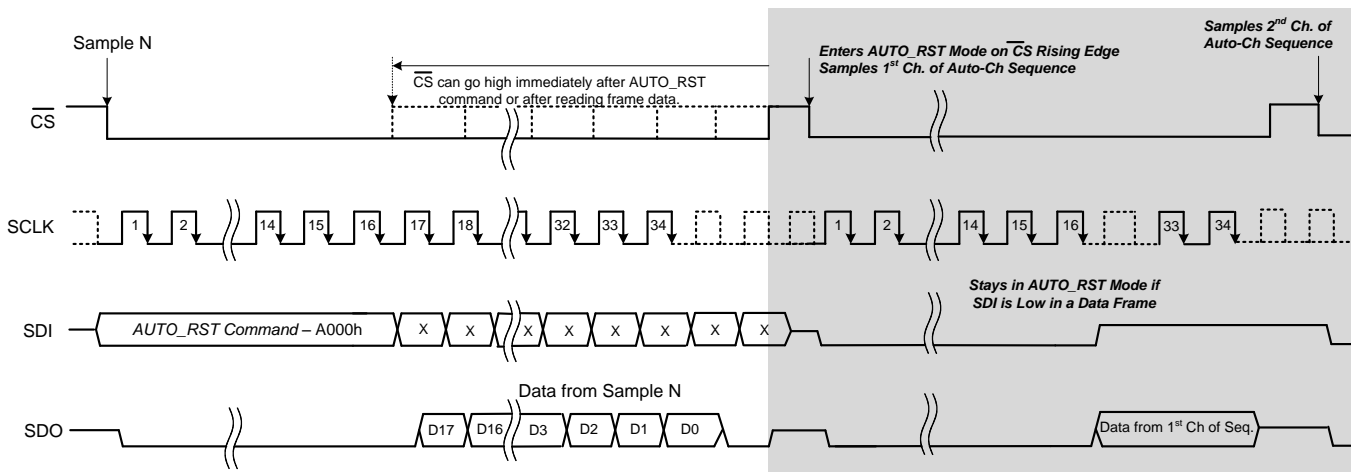 Sample N
CS can go high immediately after AUTO_RST
command or after reading frame data.
Enters AUTO_RST Mode on CS Rising Edge
Samples 1st Ch. of Auto-Ch Sequence
Samples 2nd Ch. of
Auto-Ch Sequence
CS
SCLK
1 2 14 15 16 17 18 32 33 34 1 2 14 15 16 33 34
Stays in AUTO_RST Mode if
SDI is Low in a Data Frame
SDI
AUTO_RST Command – A000h
X X X X X X X X
Data from Sample N
SDO
D17 D16 D3 D2 D1 D0
Data from 1st Ch of Seq.